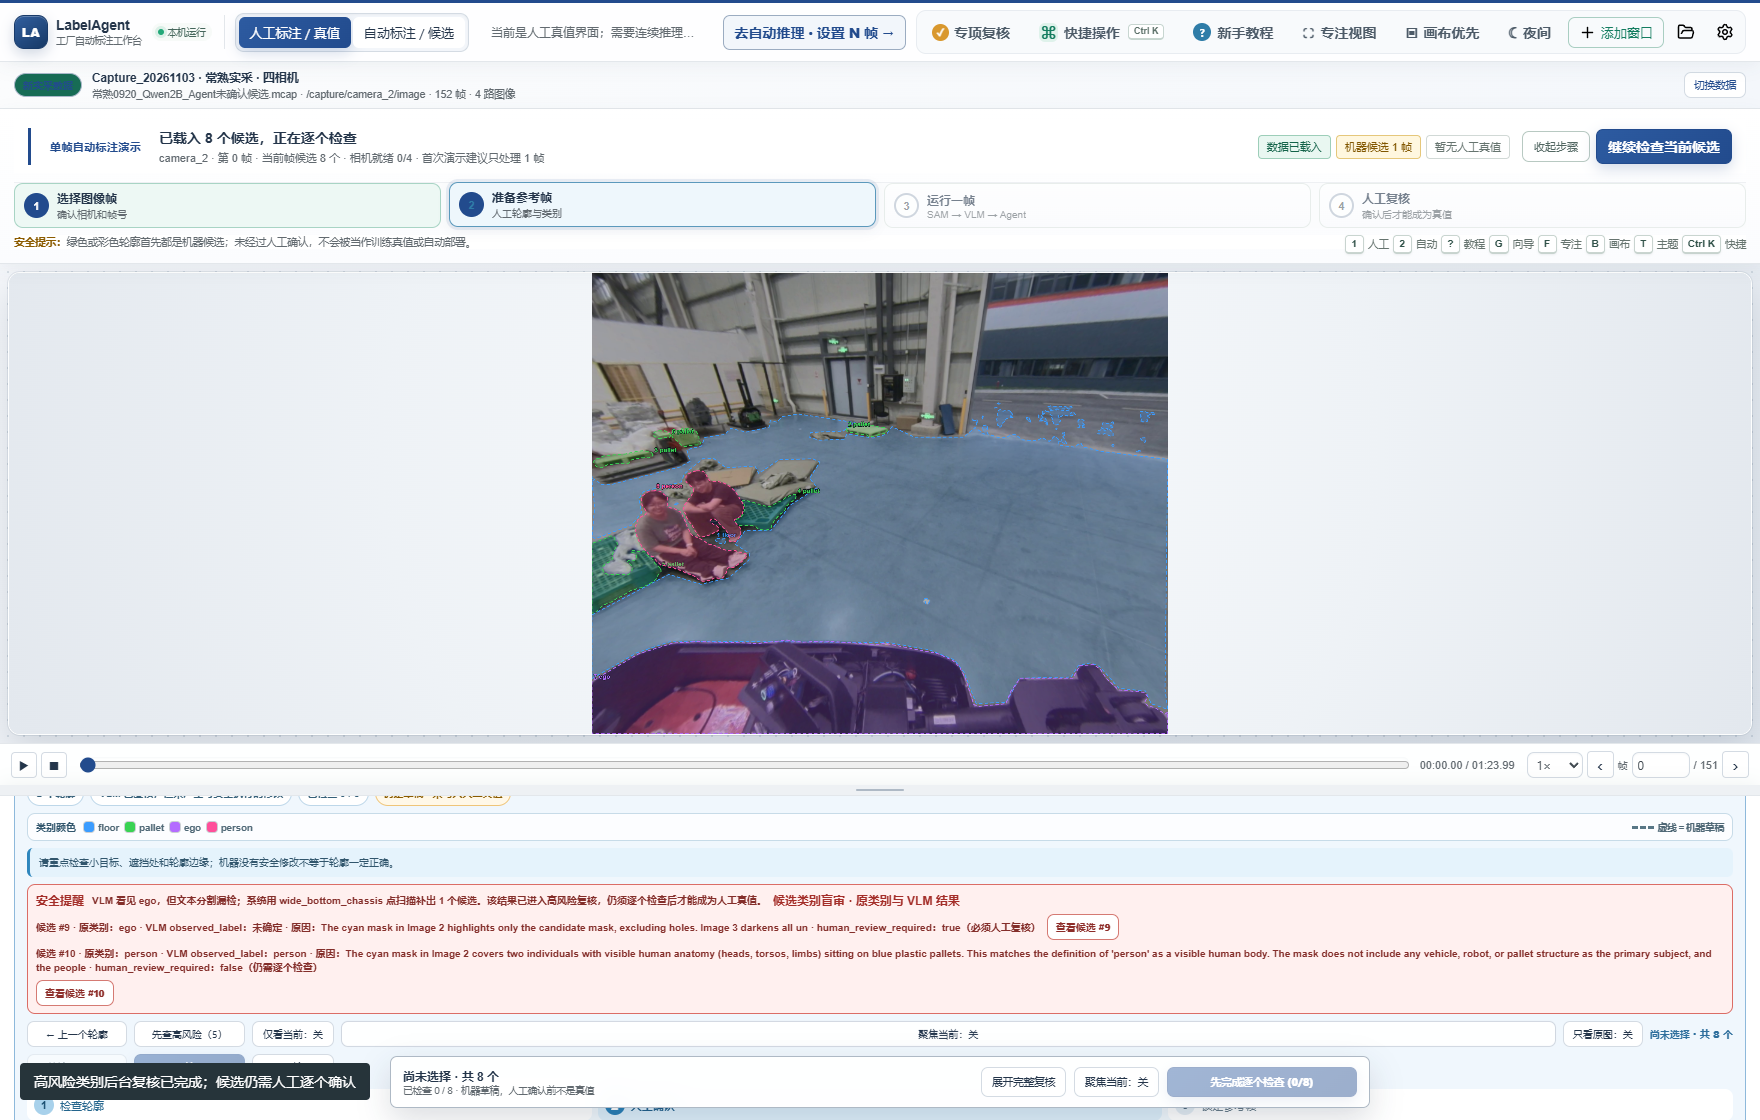 LA
LabelAgent
工厂自动标注工作台
本机运行
人工标注 / 真值
自动标注 / 候选
当前是人工真值界面；需要连续推理...
去自动推理 · 设置 N 帧 →
专项复核
快捷操作 Ctrl K
? 新手教程
专注视图
画布优先
夜间
+ 添加窗口
Capture_20261103 · 常熟实采 · 四相机
常熟0920_Qwen2B_Agent未确认候选.mcap · /capture/camera_2/image · 152 帧 · 4 路图像
切换数据
单帧自动标注演示
已载入 8 个候选，正在逐个检查
camera_2 · 第 0 帧 · 当前帧候选 8 个 · 相机就绪 0/4 · 首次演示建议只处理 1 帧
数据已载入
机器候选 1 帧
暂无人工真值
收起步骤
继续检查当前候选
1 选择图像帧
确认相机和帧号
2 准备参考帧
人工轮廓与类别
3 运行一帧
SAM → VLM → Agent
4 人工复核
确认后才能成为真值
安全提示：绿色或彩色轮廓首先都是机器候选；未经过人工确认，不会被当作训练真值或自动部署。
1 人工 2 自动 ? 教程 G 向导 F 专注 B 画布 T 主题 Ctrl K 快捷
00:00.00 / 01:23.99
1×
‹ 帧 0 / 151 ›
类别颜色 floor pallet ego person
虚线 = 机器草稿
请重点检查小目标、遮挡处和轮廓边缘；机器没有安全修改不等于轮廓一定正确。
安全提醒 VLM 看见 ego，但文本分割漏检；系统用 wide_bottom_chassis 点扫描补出 1 个候选。该结果已进入高风险复核，仍须逐个检查后才能成为人工真值。 候选类别盲审 · 原类别与 VLM 结果
候选 #9 · 原类别：ego · VLM observed_label：未确定 · 原因：The cyan mask in Image 2 highlights only the candidate mask, excluding holes. Image 3 darkens all un · human_review_required：true（必须人工复核） 查看候选 #9
候选 #10 · 原类别：person · VLM observed_label：person · 原因：The cyan mask in Image 2 covers two individuals with visible human anatomy (heads, torsos, limbs) sitting on blue plastic pallets. This matches the definition of 'person' as a visible human body. The mask does not include any vehicle, robot, or pallet structure as the primary subject, and
the people · human_review_required：false（仍需逐个检查）
查看候选 #10
← 上一个轮廓
先查高风险（5）
仅看当前：关
聚焦当前：关
只看原图：关
尚未选择 · 共 8 个
高风险类别后台复核已完成；候选仍需人工逐个确认
尚未选择 · 共 8 个
已检查 0 / 8 · 机器草稿，人工确认前不是真值
展开完整复核
聚焦当前：关
先完成逐个检查 (0/8)
1 检查轮廓